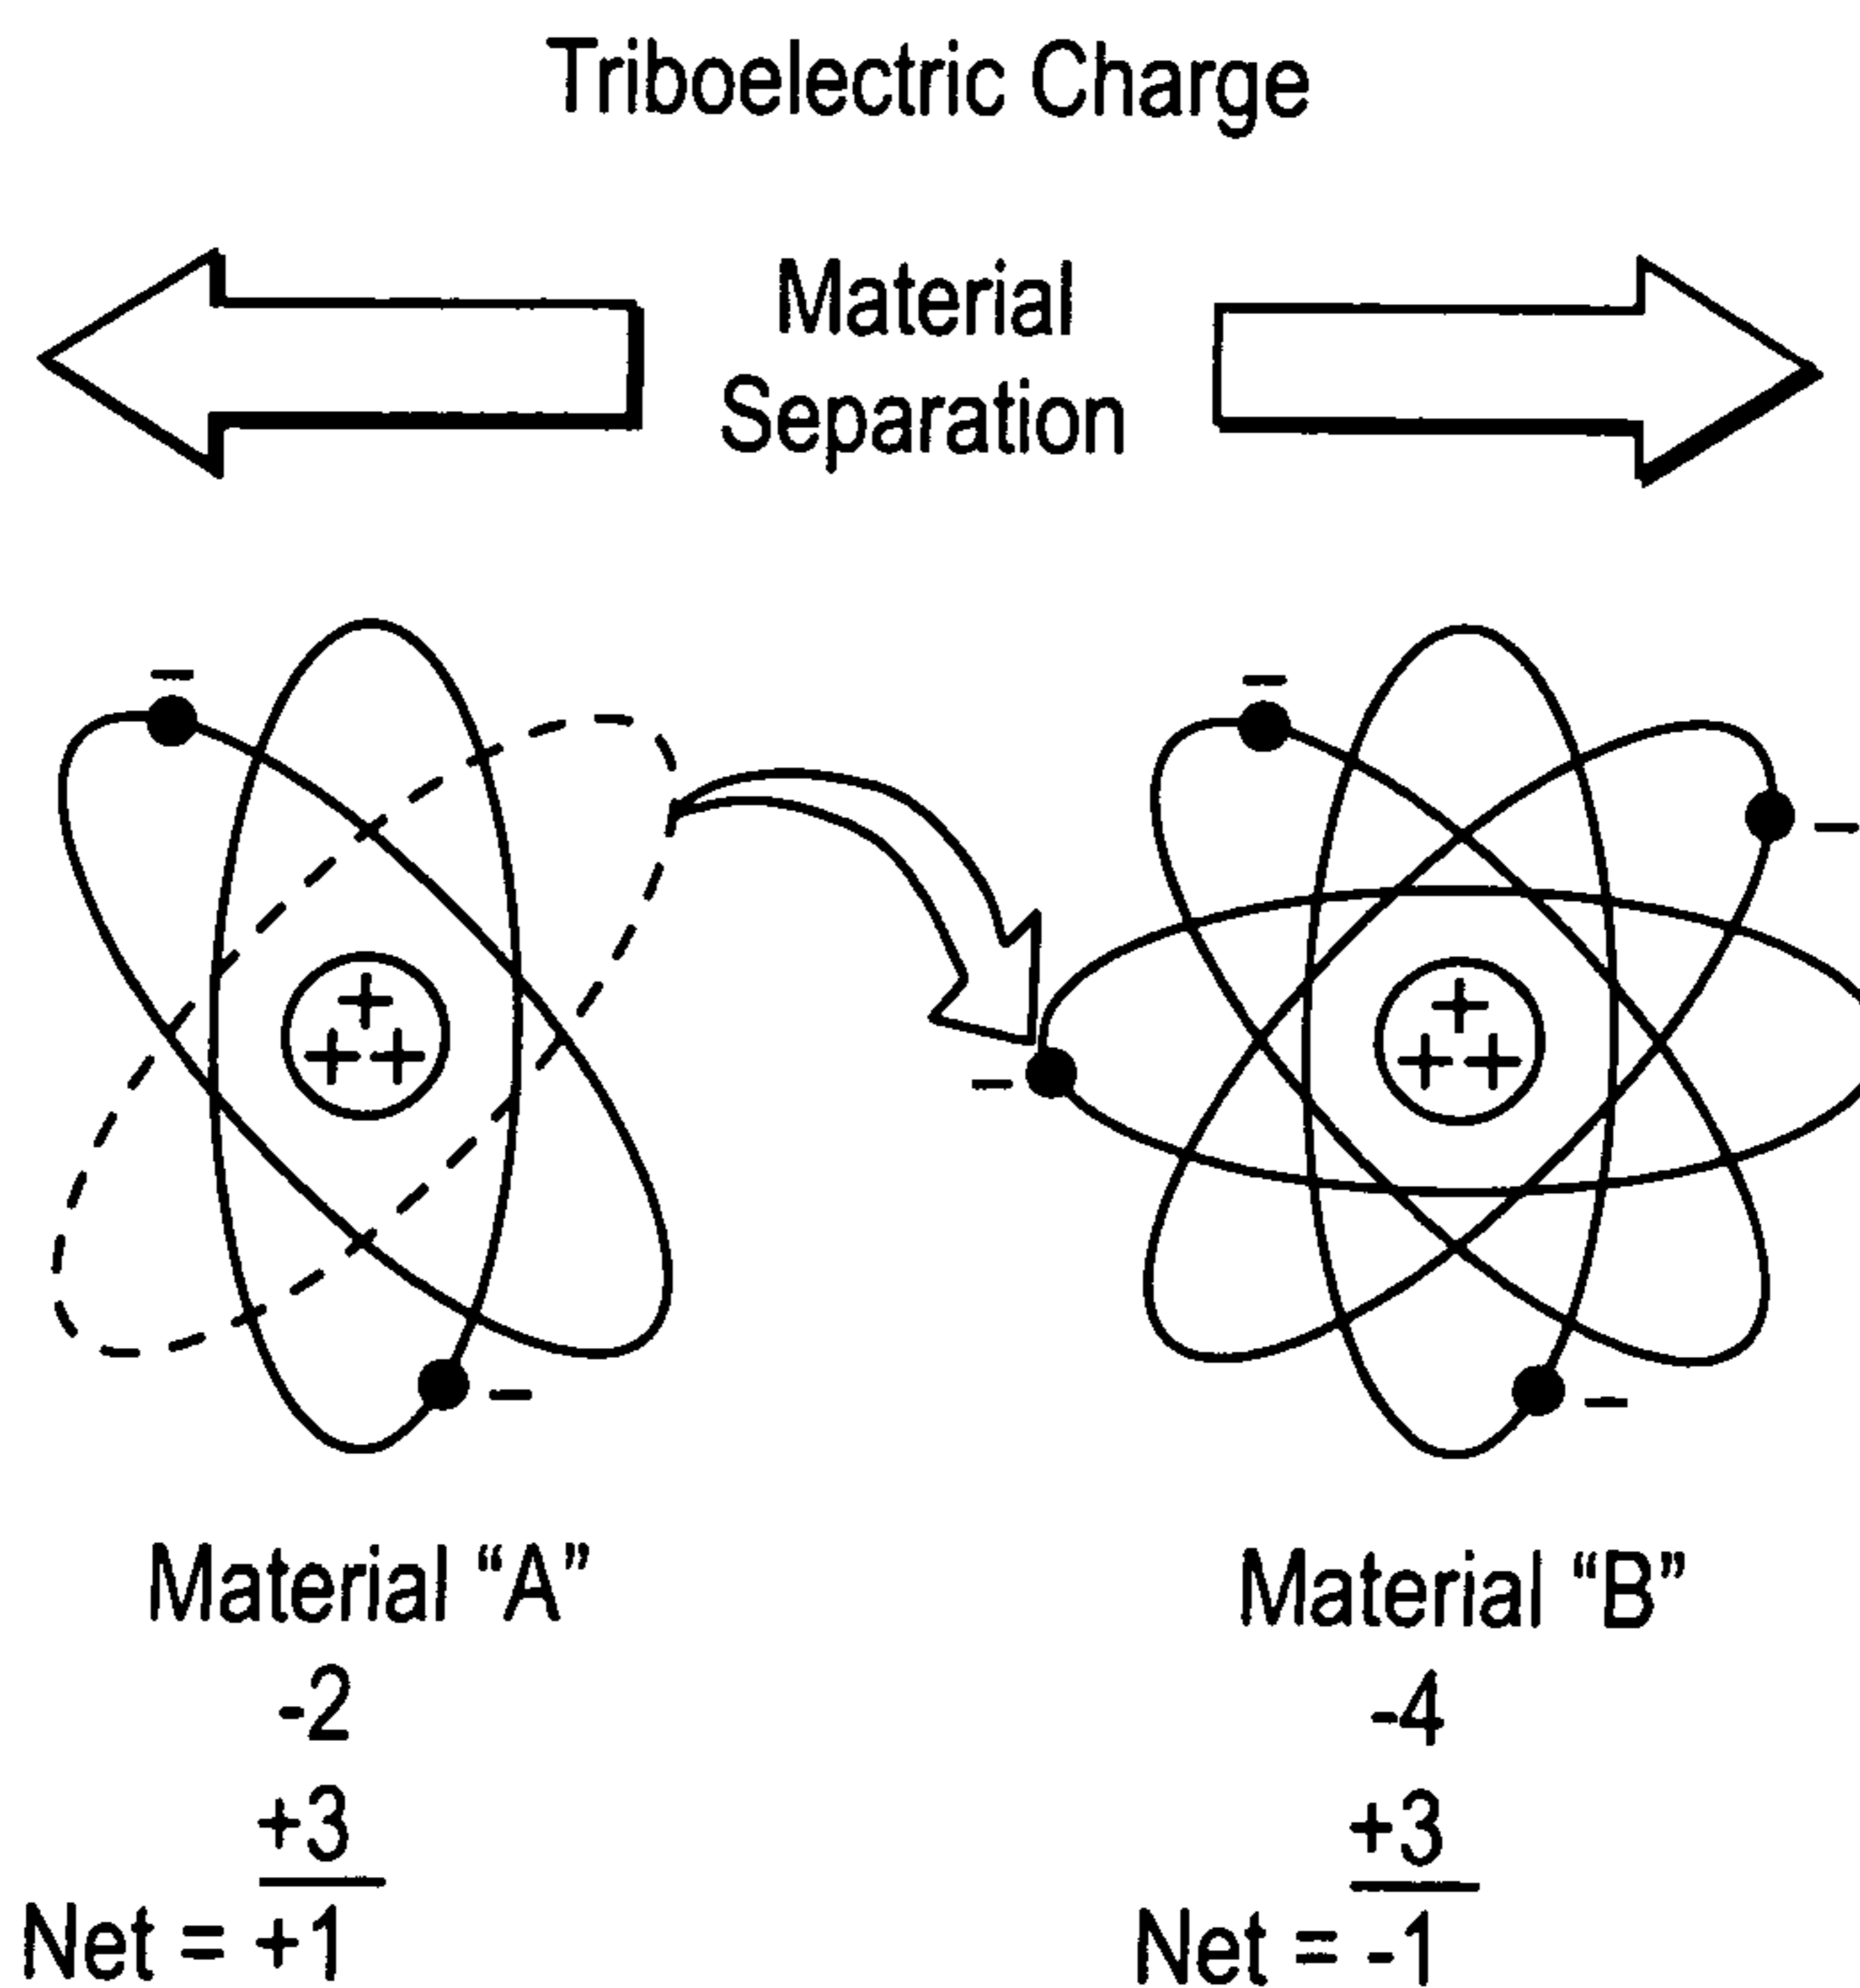 Triboelectric Charge
Material
Separation
–
–
–
–
–
–
+
+ +
+
+ +
Material “A”
Material “B”
-2
+3
Net = +1
-4
+3
Net = -1